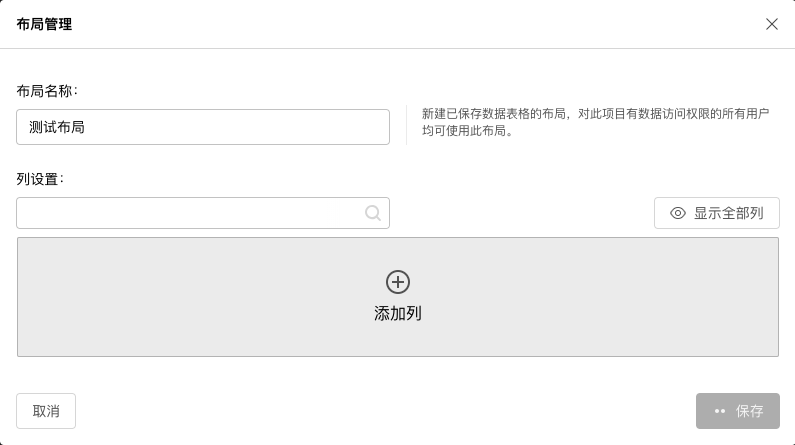 布局管理
布局名称：
测试布局
新建已保存数据表格的布局，对此项目有数据访问权限的所有用户
均可使用此布局。
列设置：
显示全部列
添加列
取消
保存